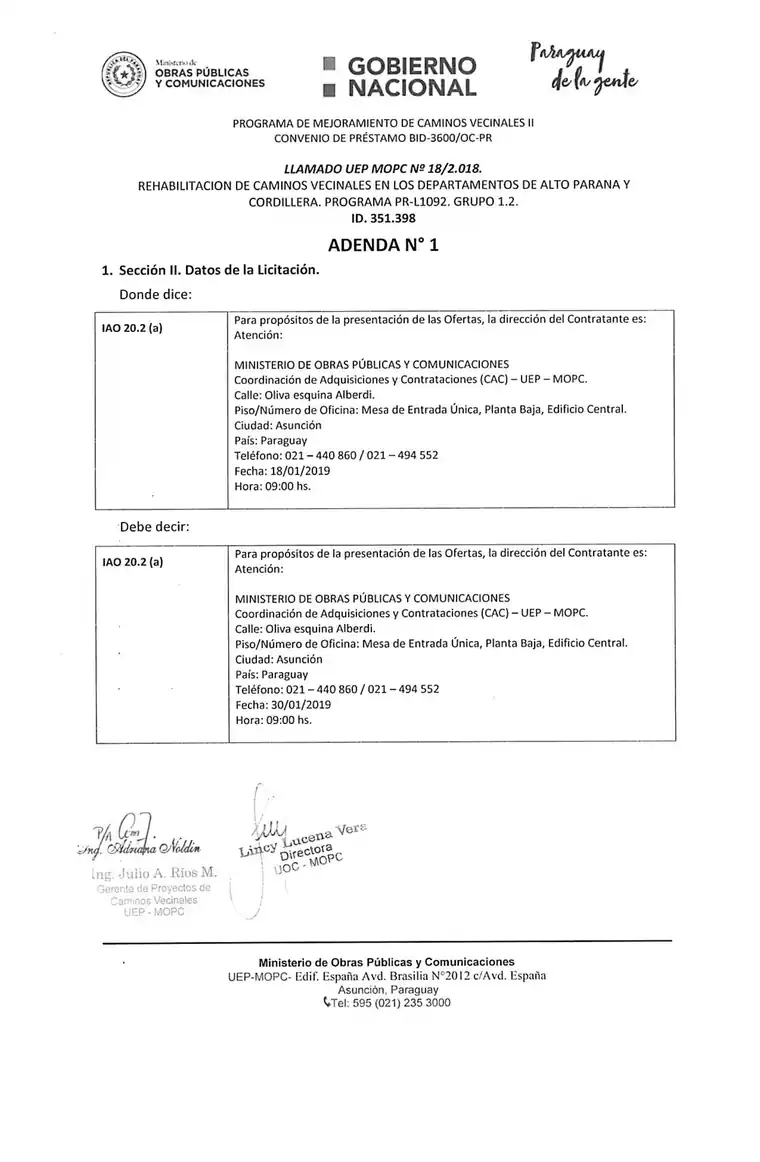 Ministerio de
OBRAS PÚBLICAS
Y COMUNICACIONES
GOBIERNO
NACIONAL
Paraguay
de la gente
PROGRAMA DE MEJORAMIENTO DE CAMINOS VECINALES II
CONVENIO DE PRÉSTAMO BID-3600/OC-PR
LLAMADO UEP MOPC Nº 18/2.018.
REHABILITACION DE CAMINOS VECINALES EN LOS DEPARTAMENTOS DE ALTO PARANA Y
CORDILLERA. PROGRAMA PR-L1092. GRUPO 1.2.
ID. 351.398
ADENDA N° 1
1. Sección II. Datos de la Licitación.
Donde dice:
IAO 20.2 (a)
Para propósitos de la presentación de las Ofertas, la dirección del Contratante es:
Atención:
MINISTERIO DE OBRAS PÚBLICAS Y COMUNICACIONES
Coordinación de Adquisiciones y Contrataciones (CAC) – UEP – MOPC.
Calle: Oliva esquina Alberdi.
Piso/Número de Oficina: Mesa de Entrada Única, Planta Baja, Edificio Central.
Ciudad: Asunción
País: Paraguay
Teléfono: 021 – 440 860 / 021 – 494 552
Fecha: 18/01/2019
Hora: 09:00 hs.
Debe decir:
IAO 20.2 (a)
Para propósitos de la presentación de las Ofertas, la dirección del Contratante es:
Atención:
MINISTERIO DE OBRAS PÚBLICAS Y COMUNICACIONES
Coordinación de Adquisiciones y Contrataciones (CAC) – UEP – MOPC.
Calle: Oliva esquina Alberdi.
Piso/Número de Oficina: Mesa de Entrada Única, Planta Baja, Edificio Central.
Ciudad: Asunción
País: Paraguay
Teléfono: 021 – 440 860 / 021 – 494 552
Fecha: 30/01/2019
Hora: 09:00 hs.
P/A
Ing. Adriana Noldin
Ing. Julio A. Ríos M.
Gerente de Proyectos de
Caminos Vecinales
UEP - MOPC
Lincy Lucena Vera
Directora
UOC - MOPC
Ministerio de Obras Públicas y Comunicaciones
UEP-MOPC- Edif. España Avd. Brasilia N°2012 c/Avd. España
Asunción, Paraguay
Tel: 595 (021) 235 3000